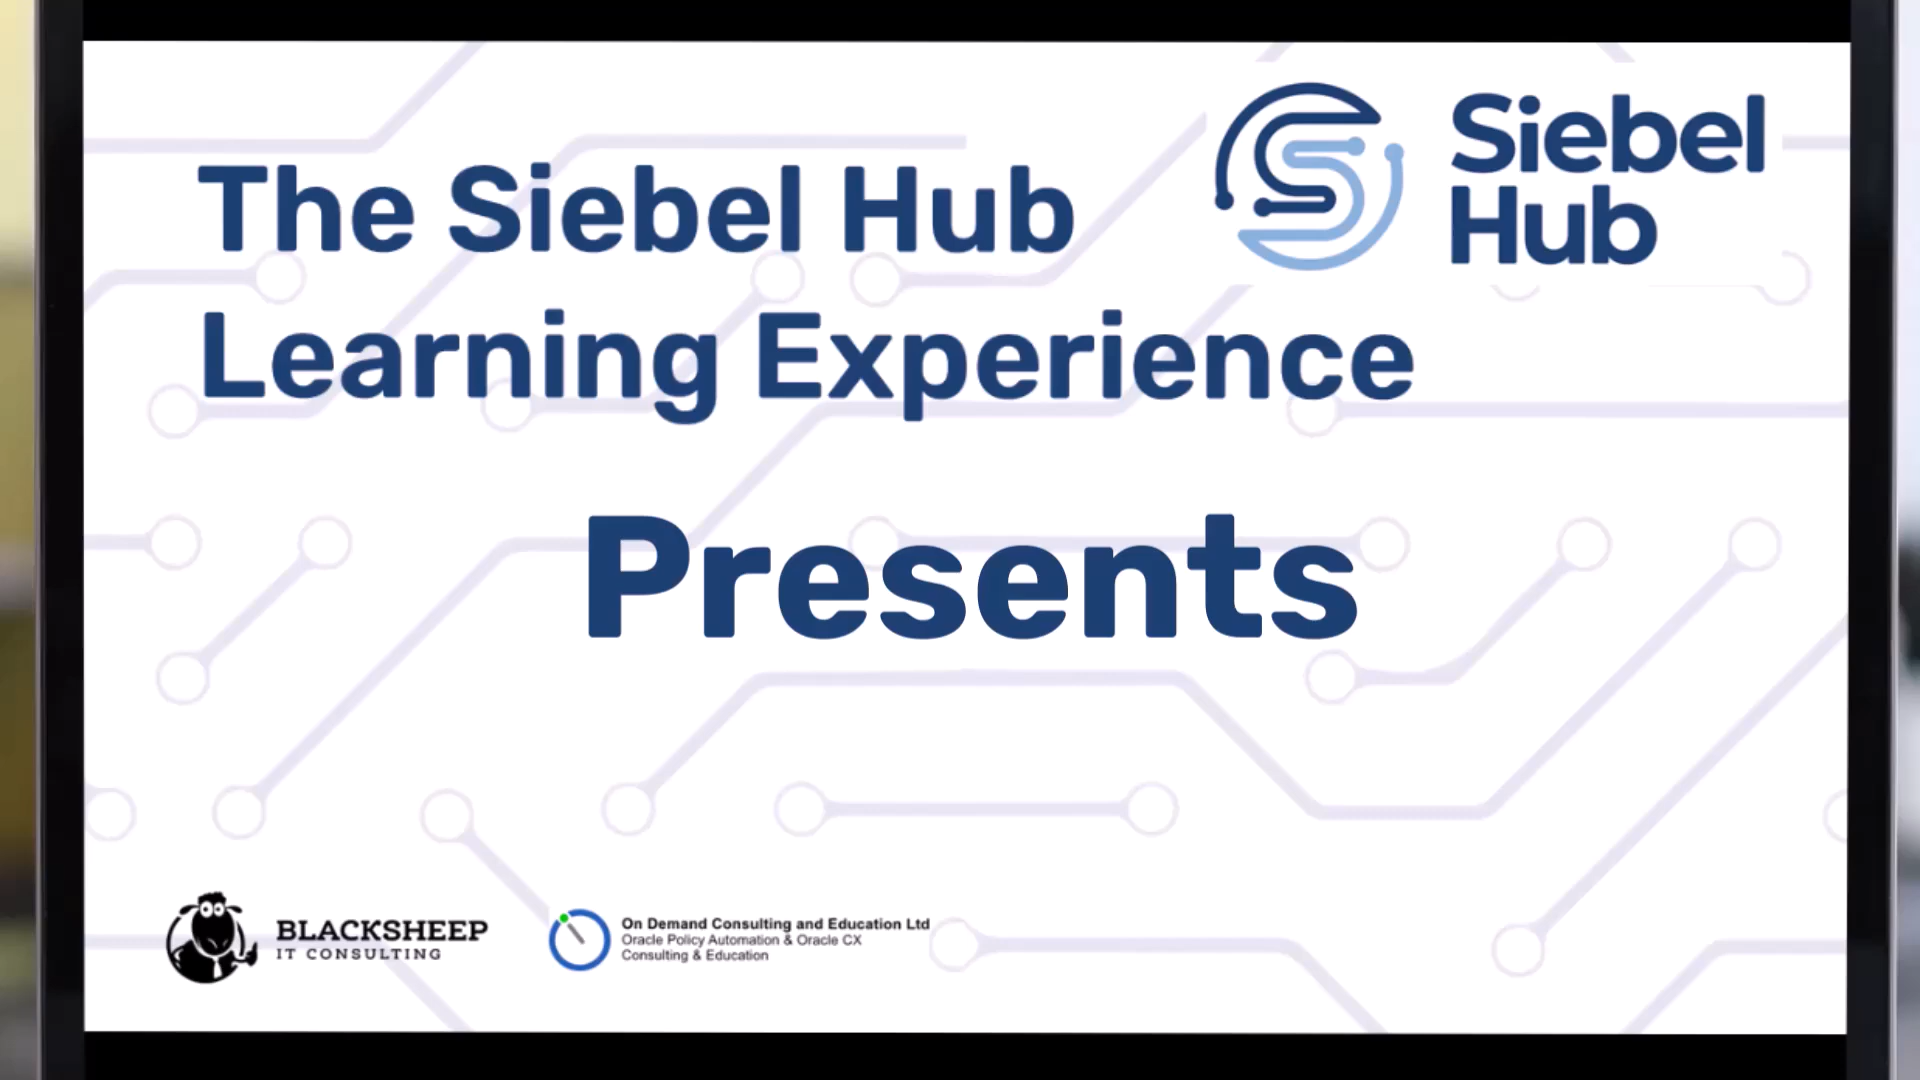 The Siebel Hub
Learning Experience
Siebel
Hub
Presents
BLACKSHEEP
IT CONSULTING
On Demand Consulting and Education Ltd
Oracle Policy Automation & Oracle CX
Consulting & Education